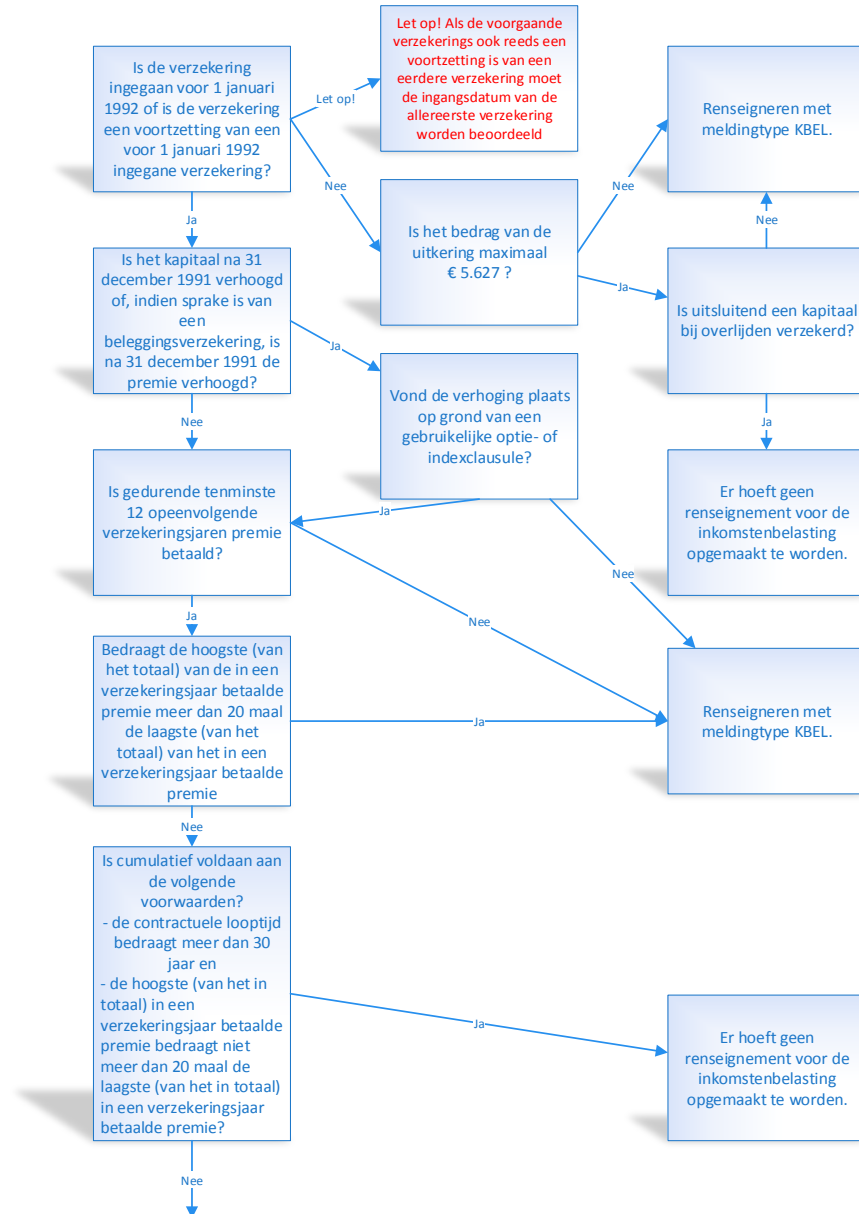 Is de verzekering
ingegaan voor 1 januari
1992 of is de verzekering
een voortzetting van een
voor 1 januari 1992
ingegane verzekering?
Let op!
Let op! Als de voorgaande
verzekerings ook reeds een
voortzetting is van een
eerdere verzekering moet
de ingangsdatum van de
allereerste verzekering
worden beoordeeld
Renseigneren met
meldingtype KBEL.
Nee
Nee
Nee
Ja
Is het bedrag van de
uitkering maximaal
€ 5.627 ?
Ja
Is uitsluitend een kapitaal
bij overlijden verzekerd?
Is het kapitaal na 31
december 1991 verhoogd
of, indien sprake is van
een
beleggingsverzekering, is
na 31 december 1991 de
premie verhoogd?
Ja
Vond de verhoging plaats
op grond van een
gebruikelijke optie- of
indexclausule?
Nee
Ja
Is gedurende tenminste
12 opeenvolgende
verzekeringsjaren premie
betaald?
Ja
Er hoeft geen
renseignement voor de
inkomstenbelasting
opgemaakt te worden.
Nee
Nee
Ja
Bedraagt de hoogste (van
het totaal) van de in een
verzekeringsjaar betaalde
premie meer dan 20 maal
de laagste (van het
totaal) van het in een
verzekeringsjaar betaalde
premie
Ja
Renseigneren met
meldingtype KBEL.
Nee
Is cumulatief voldaan aan
de volgende
voorwaarden?
- de contractuele looptijd
bedraagt meer dan 30
jaar en
- de hoogste (van het in
totaal) in een
verzekeringsjaar betaalde
premie bedraagt niet
meer dan 20 maal de
laagste (van het in totaal)
in een verzekeringsjaar
betaalde premie?
Ja
Er hoeft geen
renseignement voor de
inkomstenbelasting
opgemaakt te worden.
Nee